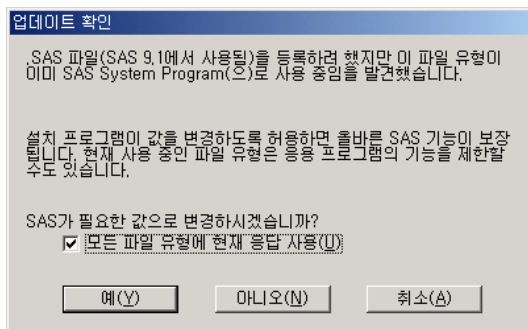 업데이트 확인
.SAS 파일(SAS 9.1에서 사용될)을 등록하려 했지만 이 파일 유형이
이미 SAS System Program(으)로 사용 중임을 발견했습니다.
설치 프로그램이 값을 변경하도록 허용하면 올바른 SAS 기능이 보장
됩니다. 현재 사용 중인 파일 유형은 응용 프로그램의 기능을 제한할
수도 있습니다.
SAS가 필요한 값으로 변경하시겠습니까?
모든 파일 유형에 현재 응답 사용(U)
예(Y) 아니오(N) 취소(A)